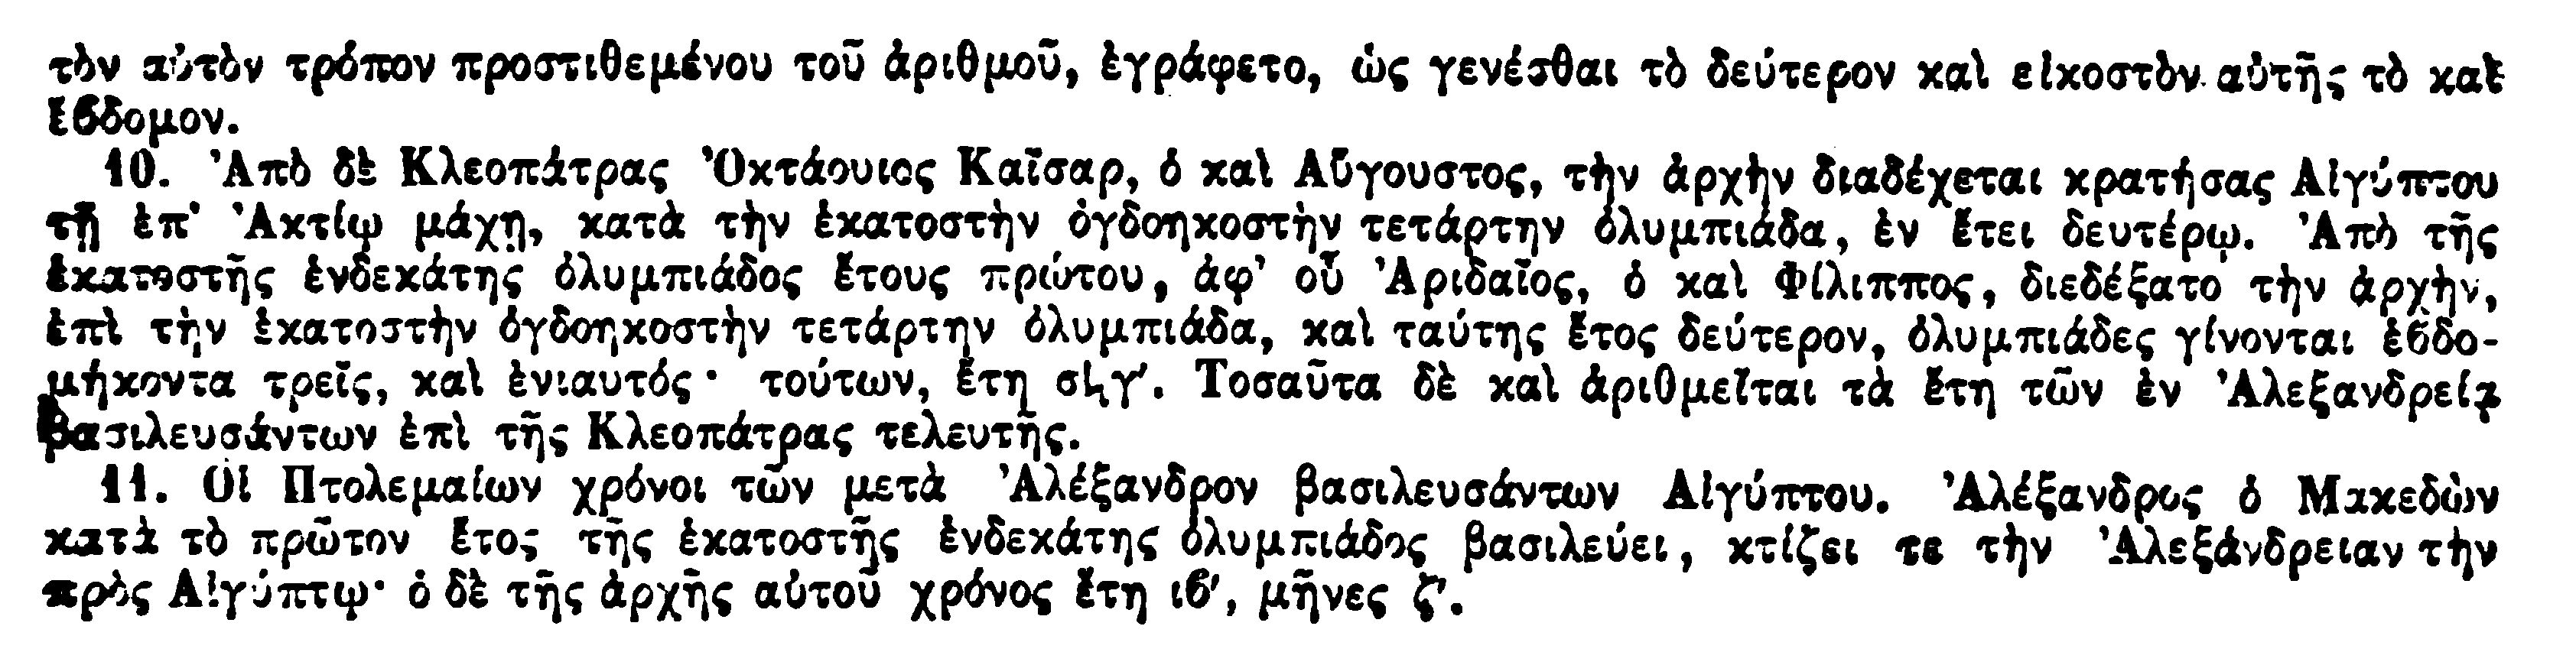 τὸν αὐτὸν τρόπον προστιθεμένου τοῦ ἀριθμοῦ, ἐγράφετο, ὡς γενέσθαι τὸ δεύτερον καὶ εἰκοστὸν αὐτῆς τὸ καὶ
ἕϐδομον.
10. Ἀπὸ δὲ Κλεοπάτρας Ὀκτάουιος Καῖσαρ, ὁ καὶ Αὔγουστος, τὴν ἀρχὴν διαδέχεται κρατήσας Αἰγύπτου
τῇ ἐπ' Ἀκτίῳ μάχῃ, κατὰ τὴν ἑκατοστὴν ὀγδοηκοστὴν τετάρτην ὀλυμπιάδα, ἐν ἔτει δευτέρῳ. Ἀπὸ τῆς
ἑκατοστῆς ἑνδεκάτης ὀλυμπιάδος ἔτους πρώτου, ἀφ' οὗ Ἀριδαῖος, ὁ καὶ Φίλιππος, διεδέξατο τὴν ἀρχὴν,
ἐπὶ τὴν ἑκατοστὴν ὀγδοηκοστὴν τετάρτην ὀλυμπιάδα, καὶ ταύτης ἔτος δεύτερον, ὀλυμπιάδες γίνονται ἑϐδο-
μήκοντα τρεῖς, καὶ ἐνιαυτός· τούτων, ἔτη σϟγʹ. Τοσαῦτα δὲ καὶ ἀριθμεῖται τὰ ἔτη τῶν ἐν Ἀλεξανδρείᾳ
βασιλευσάντων ἐπὶ τῆς Κλεοπάτρας τελευτῆς.
11. Οἱ Πτολεμαίων χρόνοι τῶν μετὰ Ἀλέξανδρον βασιλευσάντων Αἰγύπτου. Ἀλέξανδρος ὁ Μακεδὼν
κατὰ τὸ πρῶτον ἔτος τῆς ἑκατοστῆς ἑνδεκάτης ὀλυμπιάδος βασιλεύει, κτίζει τε τὴν Ἀλεξάνδρειαν τὴν
πρὸς Αἰγύπτῳ· ὁ δὲ τῆς ἀρχῆς αὐτοῦ χρόνος ἔτη ιϐʹ, μῆνες ζʹ.